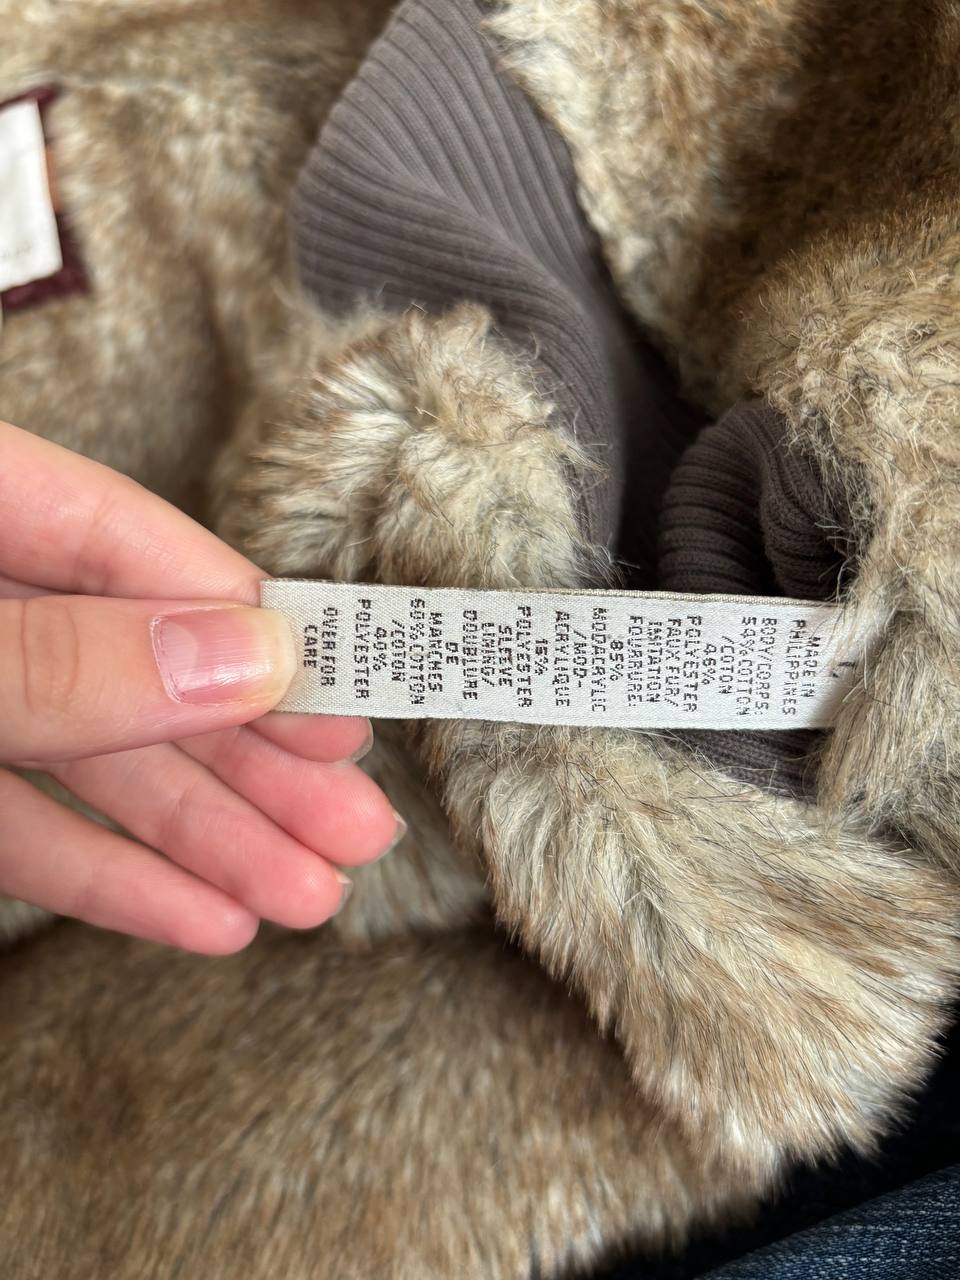 MADE IN
PHILIPPINES
BODY/CORPS:
54% COTTON
/COTON
46%
POLYESTER
FAUX FUR/
IMITATION
FOURRURE:
85%
MODACRYLIC
/MOD-
ACRYLIQUE
15%
POLYESTER
SLEEVE
LINING/
DOUBLURE
DE
MANCHES
60% COTTON
/COTON
40%
POLYESTER
OVER FOR
CARE